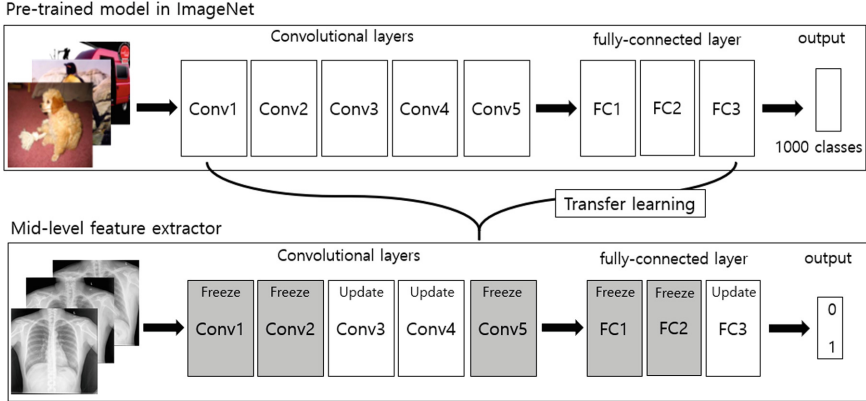 Pre-trained model in ImageNet
Convolutional layers
fully-connected layer
output
Conv1
Conv2
Conv3
Conv4
Conv5
FC1
FC2
FC3
1000 classes
Transfer learning
Mid-level feature extractor
Convolutional layers
fully-connected layer
output
Freeze
Conv1
Freeze
Conv2
Update
Conv3
Update
Conv4
Freeze
Conv5
Freeze
FC1
Freeze
FC2
Update
FC3
0
1